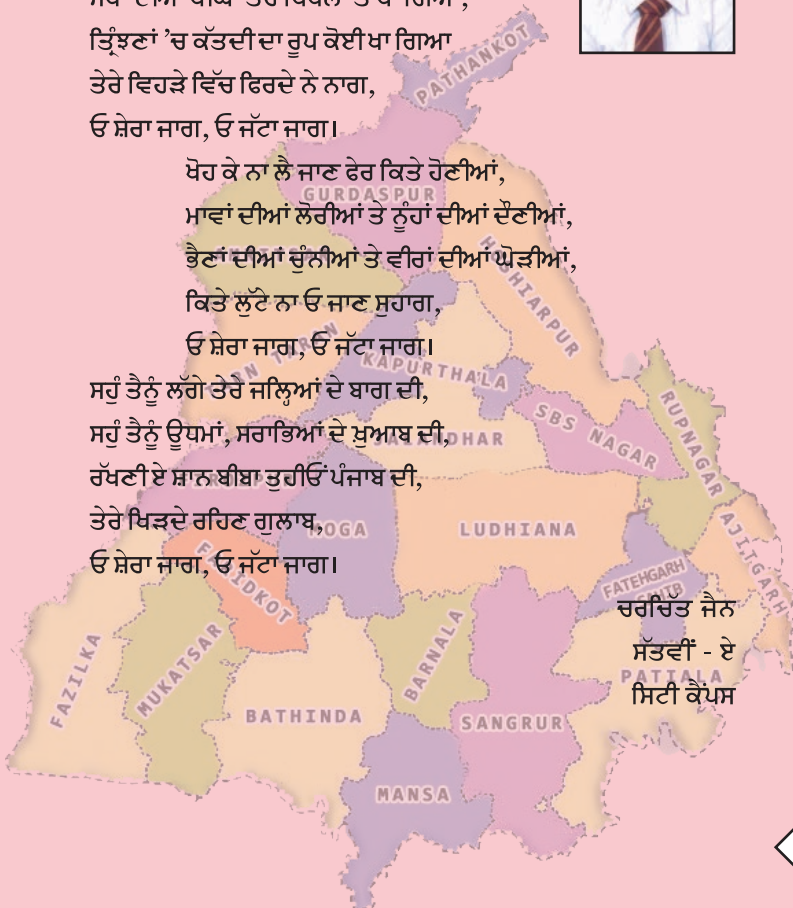 ਤ੍ਰਿੰਝਣਾਂ ’ਚ ਕੱਤਦੀ ਦਾ ਰੂਪ ਕੋਈ ਖਾ ਗਿਆ
ਤੇਰੇ ਵਿਹੜੇ ਵਿੱਚ ਫਿਰਦੇ ਨੇ ਨਾਗ,
ਓ ਸ਼ੇਰਾ ਜਾਗ, ਓ ਜੱਟਾ ਜਾਗ।
ਖੋਹ ਕੇ ਨਾ ਲੈ ਜਾਣ ਫੇਰ ਕਿਤੇ ਹੋਣੀਆਂ,
ਮਾਵਾਂ ਦੀਆਂ ਲੋਰੀਆਂ ਤੇ ਨੂੰਹਾਂ ਦੀਆਂ ਦੌਣੀਆਂ,
ਭੈਣਾਂ ਦੀਆਂ ਚੁੰਨੀਆਂ ਤੇ ਵੀਰਾਂ ਦੀਆਂ ਘੋੜੀਆਂ,
ਕਿਤੇ ਲੁੱਟੇ ਨਾ ਓ ਜਾਣ ਸੁਹਾਗ,
ਓ ਸ਼ੇਰਾ ਜਾਗ, ਓ ਜੱਟਾ ਜਾਗ।
ਸਹੁੰ ਤੈਨੂੰ ਲੱਗੇ ਤੇਰੇ ਜਲ੍ਹਿਆਂ ਦੇ ਬਾਗ ਦੀ,
ਸਹੁੰ ਤੈਨੂੰ ਊਧਮਾਂ, ਸਰਾਭਿਆਂ ਦੇ ਖ਼ੁਆਬ ਦੀ,
ਰੱਖਣੀ ਏ ਸ਼ਾਨ ਬੀਬਾ ਤੁਹੀਓਂ ਪੰਜਾਬ ਦੀ,
ਤੇਰੇ ਖਿੜਦੇ ਰਹਿਣ ਗੁਲਾਬ,
ਓ ਸ਼ੇਰਾ ਜਾਗ, ਓ ਜੱਟਾ ਜਾਗ।
ਚਰਚਿੱਤ ਜੈਨ
ਸੱਤਵੀਂ - ਏ
ਸਿਟੀ ਕੈਂਪਸ
PATHANKOT
GURDASPUR
HOSHIARPUR
KAPURTHALA
SBS NAGAR
RUPNAGAR
MOGA
LUDHIANA
AJITGARH
FARIDKOT
FATEHGARH
FAZILKA
MUKATSAR
BATHINDA
BARNALA
SANGRUR
PATIALA
MANSA